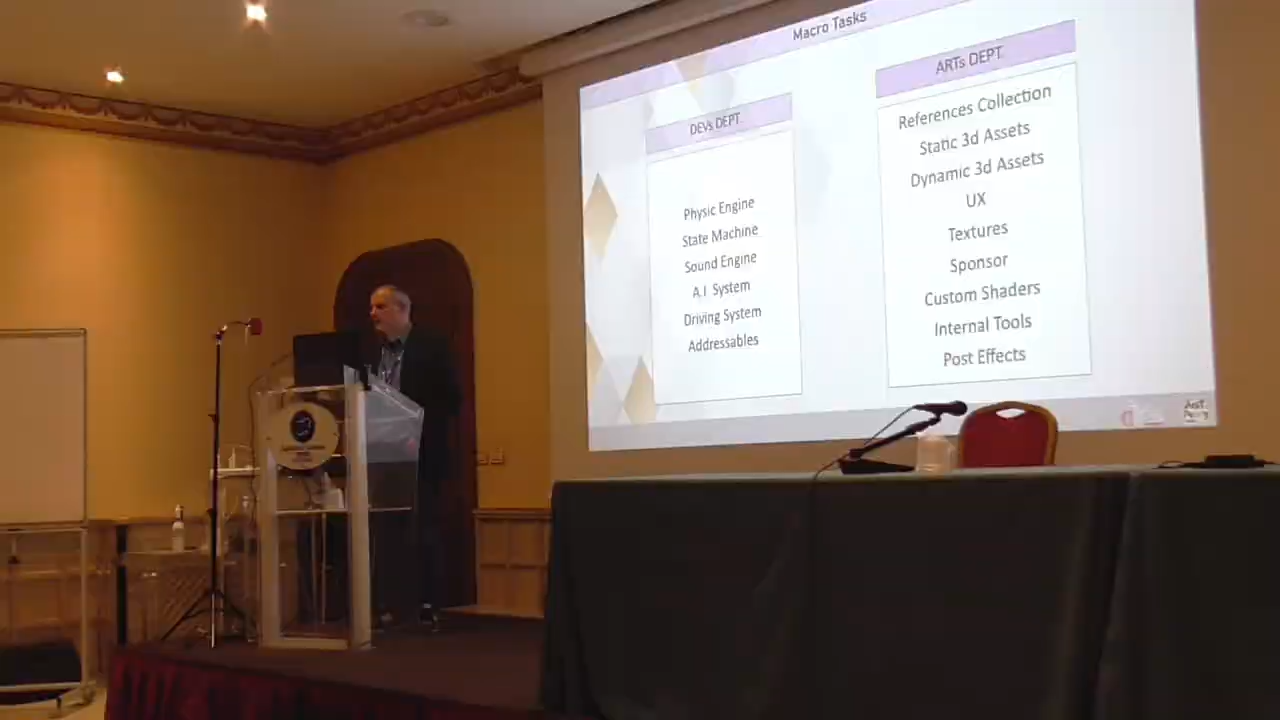 Macro Tasks
DEVs DEPT.
Physic Engine
State Machine
Sound Engine
A.I System
Driving System
Addressables
ARTs DEPT.
References Collection
Static 3d Assets
Dynamic 3d Assets
UX
Textures
Sponsor
Custom Shaders
Internal Tools
Post Effects